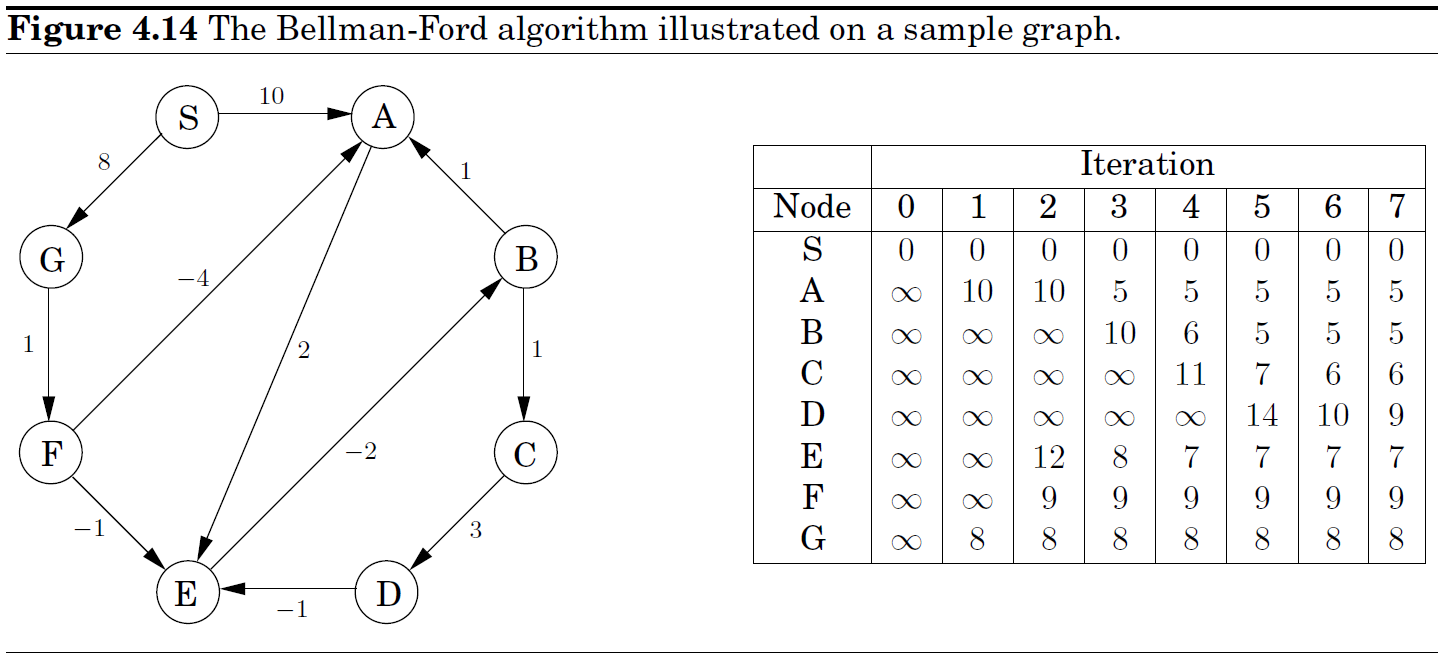 Figure 4.14 The Bellman-Ford algorithm illustrated on a sample graph.
10
S
A
8
1
G
B
−4
1
2
1
−2
F
C
−1
3
E
D
−1
Iteration
Node 0 1 2 3 4 5 6 7
S 0 0 0 0 0 0 0 0
A ∞ 10 10 5 5 5 5 5
B ∞ ∞ ∞ 10 6 5 5 5
C ∞ ∞ ∞ ∞ 11 7 6 6
D ∞ ∞ ∞ ∞ ∞ 14 10 9
E ∞ ∞ 12 8 7 7 7 7
F ∞ ∞ 9 9 9 9 9 9
G ∞ 8 8 8 8 8 8 8